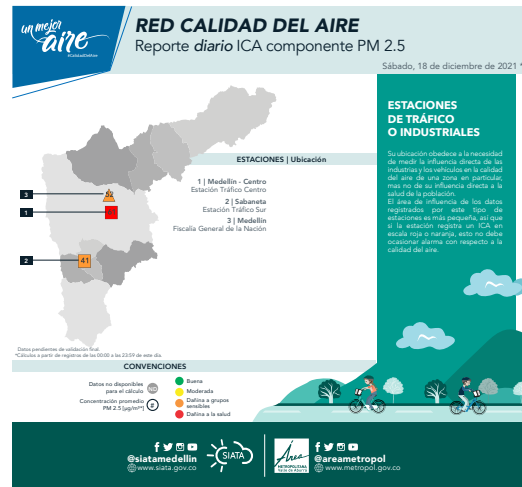 un mejor
aire
#CalidadDelAire
RED CALIDAD DEL AIRE
Reporte diario ICA componente PM 2.5
Sábado, 18 de diciembre de 2021 *
ESTACIONES
DE TRÁFICO
O INDUSTRIALES
Su ubicación obedece a la necesidad
de medir la influencia directa de las
industrias y los vehículos en la calidad
del aire de una zona en particular,
mas no de su influencia directa a la
salud de la población.
El área de influencia de los datos
registrados por este tipo de
estaciones es más pequeña, así que
si la estación registra un ICA en
escala roja o naranja, esto no debe
ocasionar alarma con respecto a la
calidad del aire.
ESTACIONES | Ubicación
1 | Medellín - Centro
Estación Tráfico Centro
2 | Sabaneta
Estación Tráfico Sur
3 | Medellín
Fiscalía General de la Nación
3
1
2
41
Datos pendientes de validación final.
*Cálculos a partir de registros de las 00:00 a las 23:59 de este día.
CONVENCIONES
Datos no disponibles
para el cálculo
ND
Concentración promedio
PM 2.5 [µg/m³*]
#
Buena
Moderada
Dañina a grupos
sensibles
Dañina a la salud
@siatamedellin
www.siata.gov.co
SIATA
Área
METROPOLITANA
Valle de Aburrá
@areametropol
www.metropol.gov.co